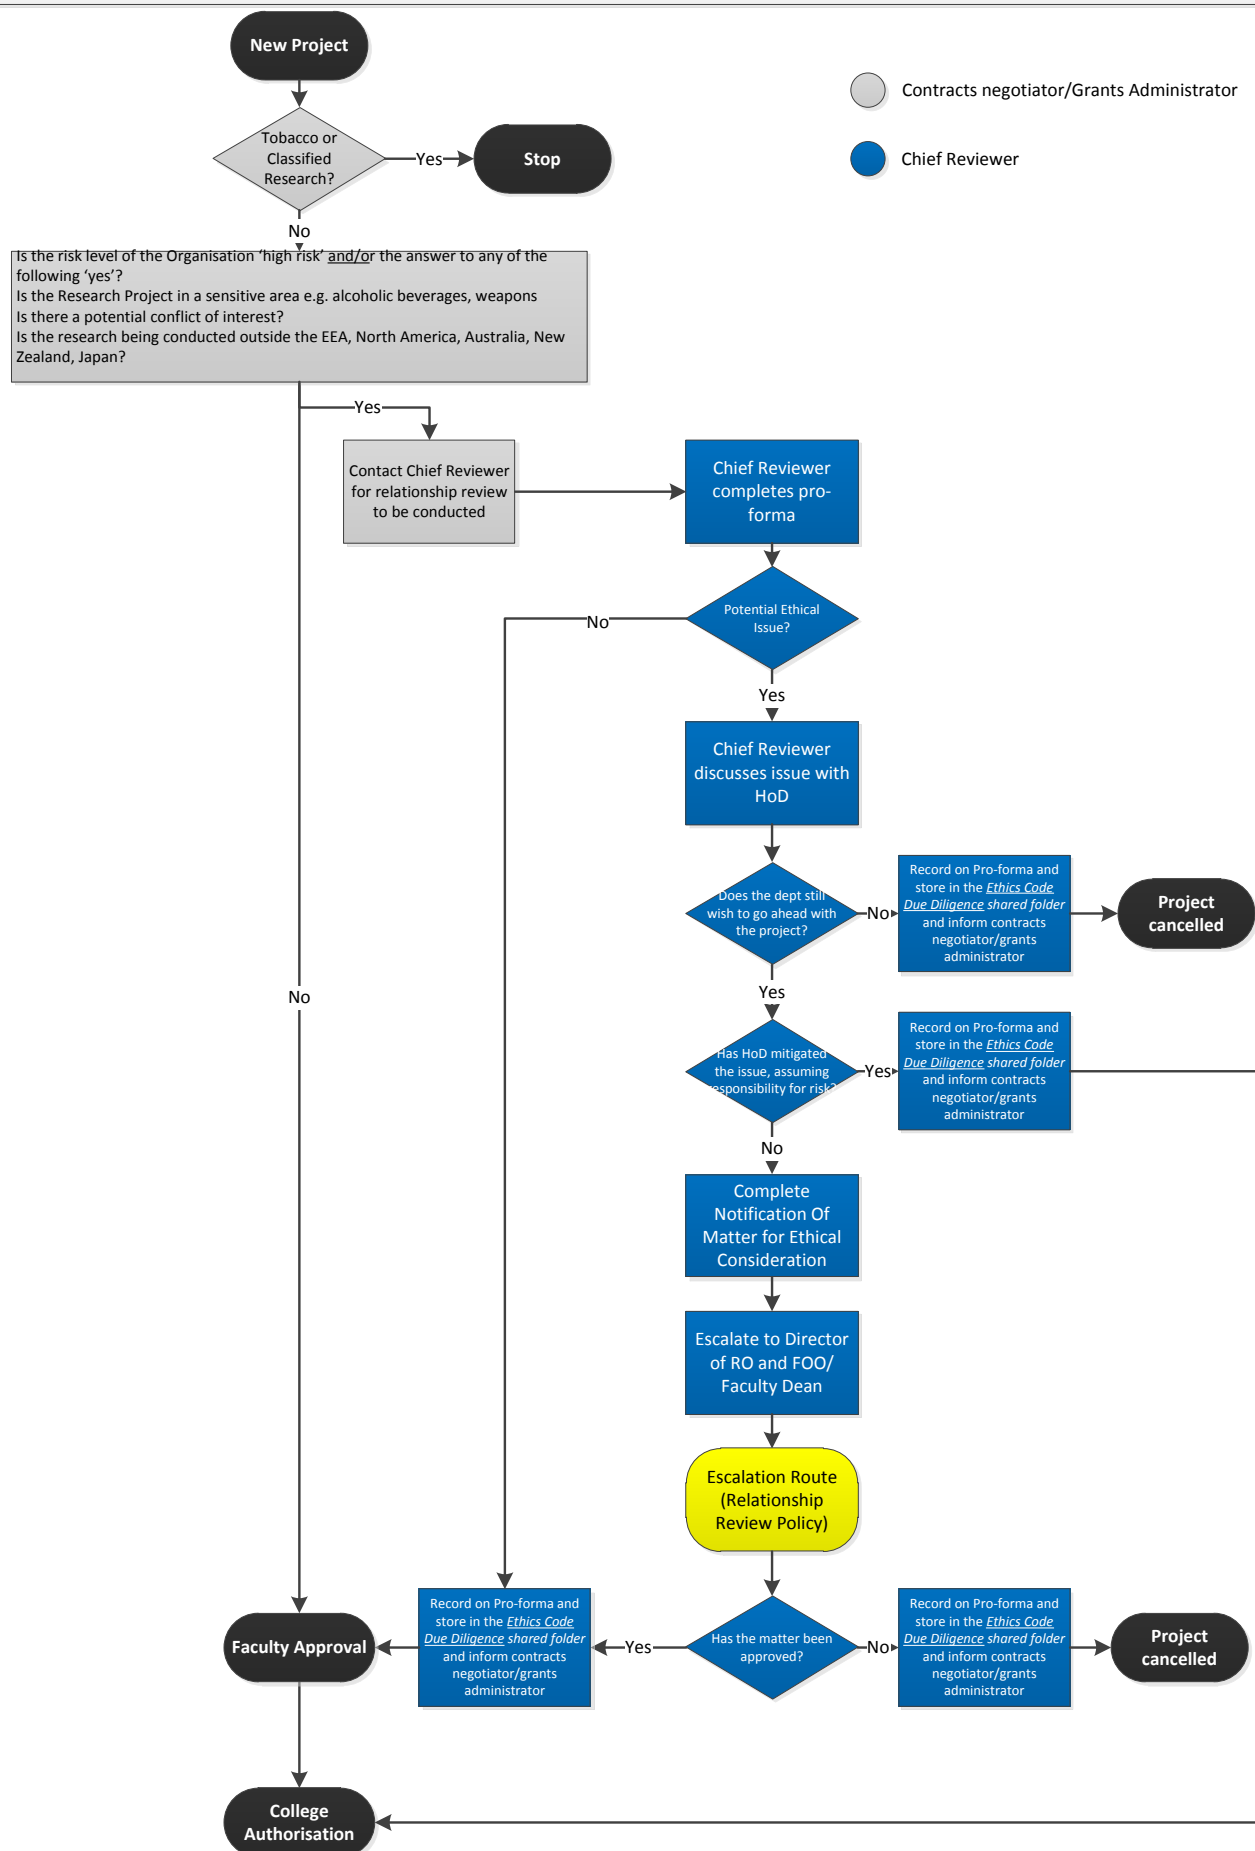 New Project
Contracts negotiator/Grants Administrator
Tobacco or
Classified
Research?
Yes
Stop
Chief Reviewer
No
Is the risk level of the Organisation ‘high risk’ and/or the answer to any of the
following ‘yes’?
Is the Research Project in a sensitive area e.g. alcoholic beverages, weapons
Is there a potential conflict of interest?
Is the research being conducted outside the EEA, North America, Australia, New
Zealand, Japan?
Yes
Contact Chief Reviewer
for relationship review
to be conducted
Chief Reviewer
completes pro-
forma
Potential Ethical
Issue?
No
Yes
Chief Reviewer
discusses issue with
HoD
Does the dept still
wish to go ahead with
the project?
No
Record on Pro-forma and
store in the Ethics Code
Due Diligence shared folder
and inform contracts
negotiator/grants
administrator
Project
cancelled
No
Yes
Has HoD mitigated
the issue, assuming
responsibility for risk?
Yes
Record on Pro-forma and
store in the Ethics Code
Due Diligence shared folder
and inform contracts
negotiator/grants
administrator
No
Complete
Notification Of
Matter for Ethical
Consideration
Escalate to Director
of RO and FOO/
Faculty Dean
Escalation Route
(Relationship
Review Policy)
Faculty Approval
Record on Pro-forma and
store in the Ethics Code
Due Diligence shared folder
and inform contracts
negotiator/grants
administrator
Yes
Has the matter been
approved?
No
Record on Pro-forma and
store in the Ethics Code
Due Diligence shared folder
and inform contracts
negotiator/grants
administrator
Project
cancelled
College
Authorisation